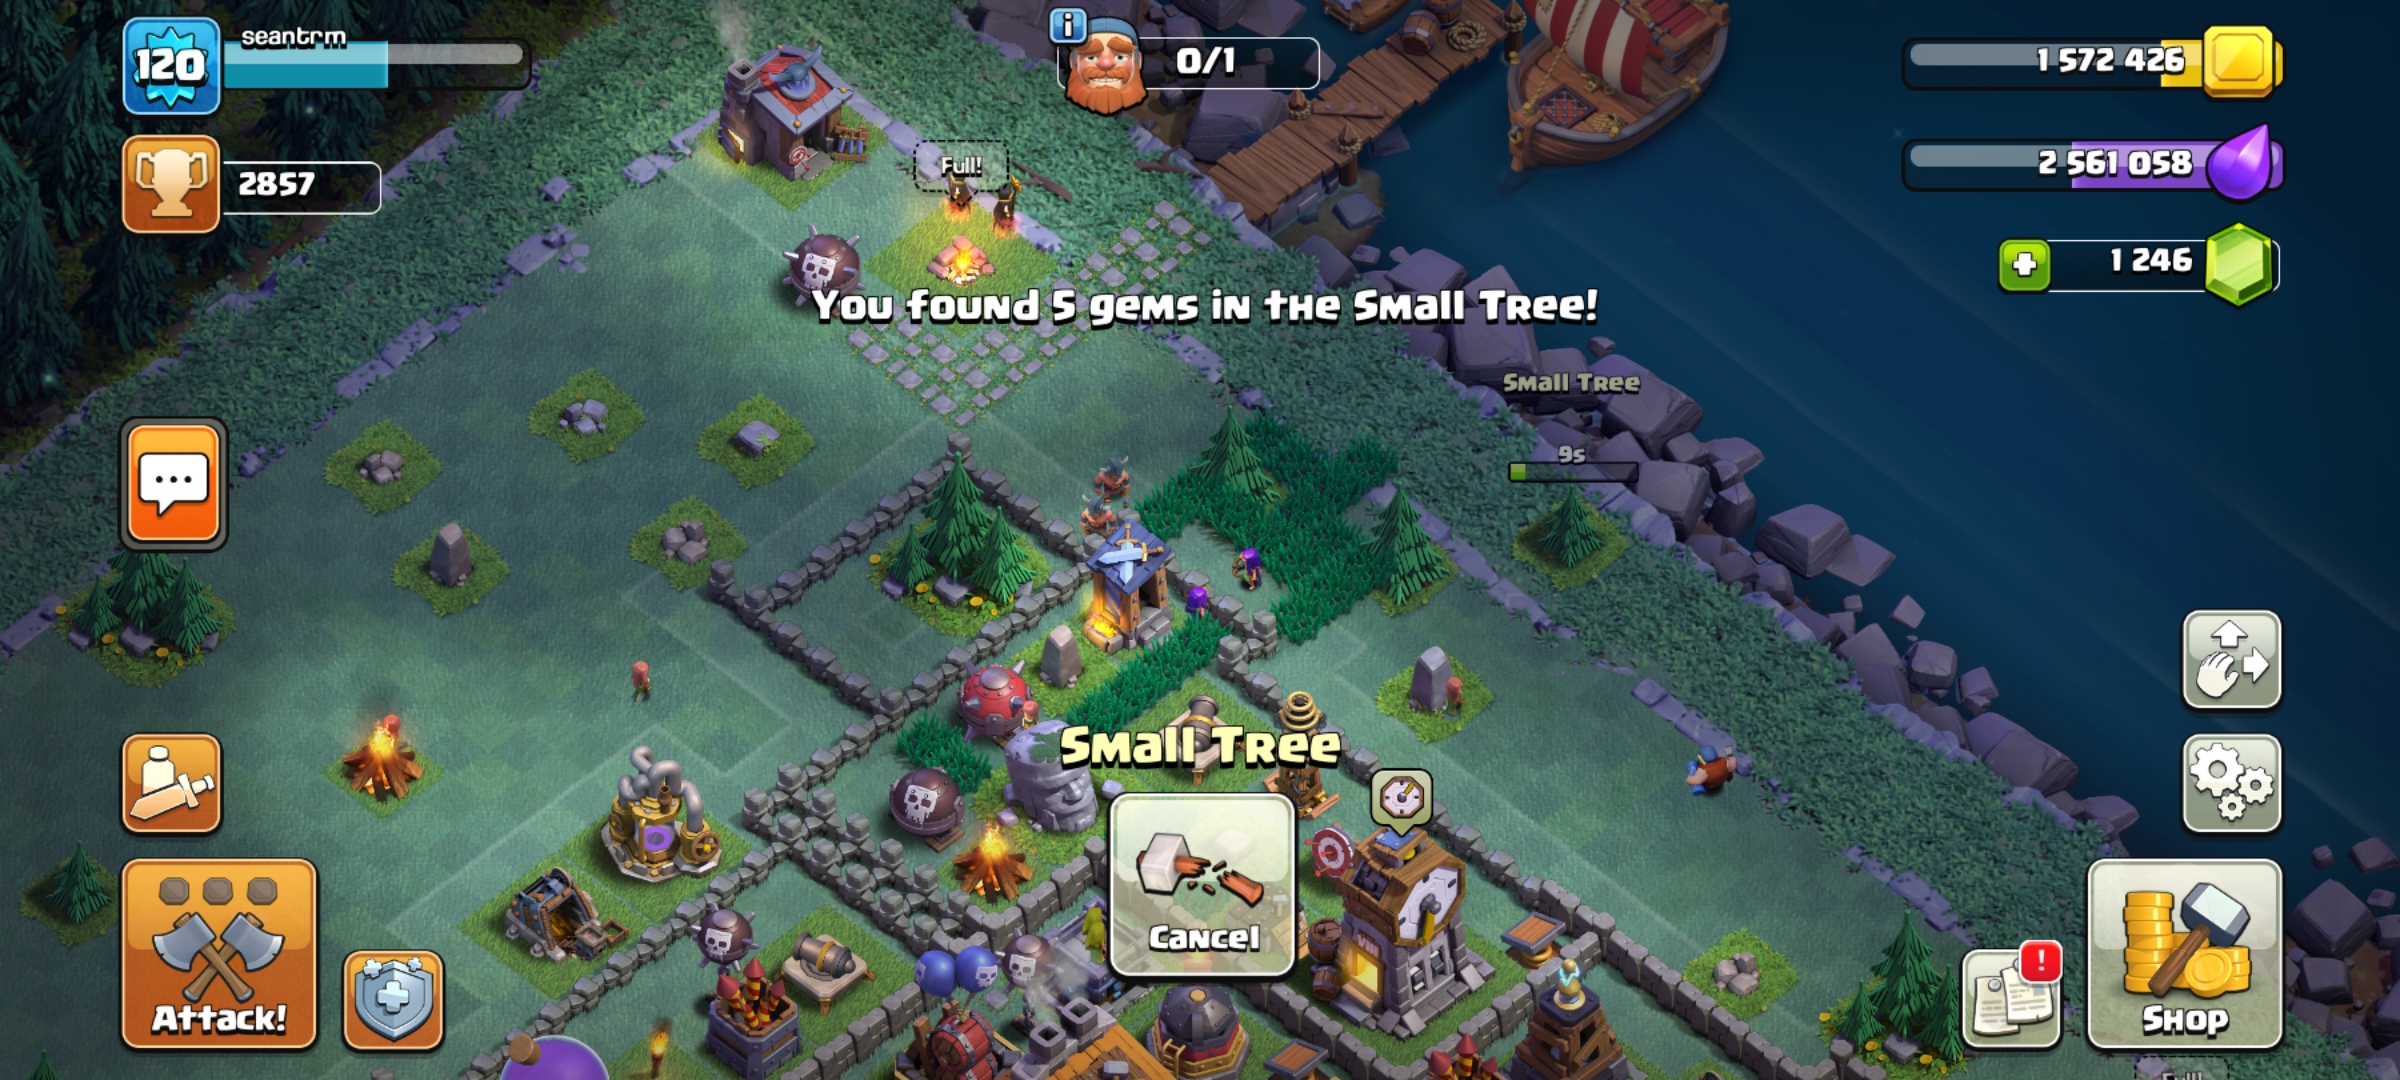 120
seantrm
0/1
1 572 426
2857
Full!
2 561 058
1 246
You found 5 gems in the Small Tree!
Small Tree
9s
Small Tree
Cancel
Attack!
!
Shop
Full!